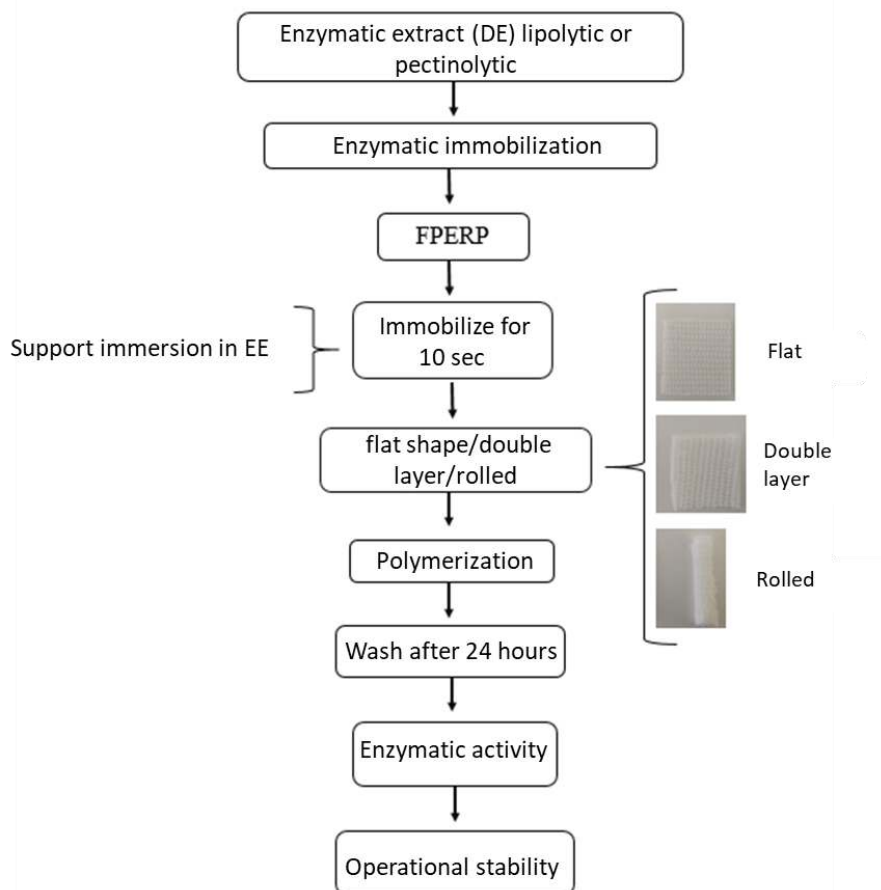 Enzymatic extract (DE) lipolytic or
pectinolytic
Enzymatic immobilization
FPERP
Immobilize for
10 sec
Support immersion in EE
flat shape/double
layer/rolled
Flat
Double
layer
Rolled
Polymerization
Wash after 24 hours
Enzymatic activity
Operational stability